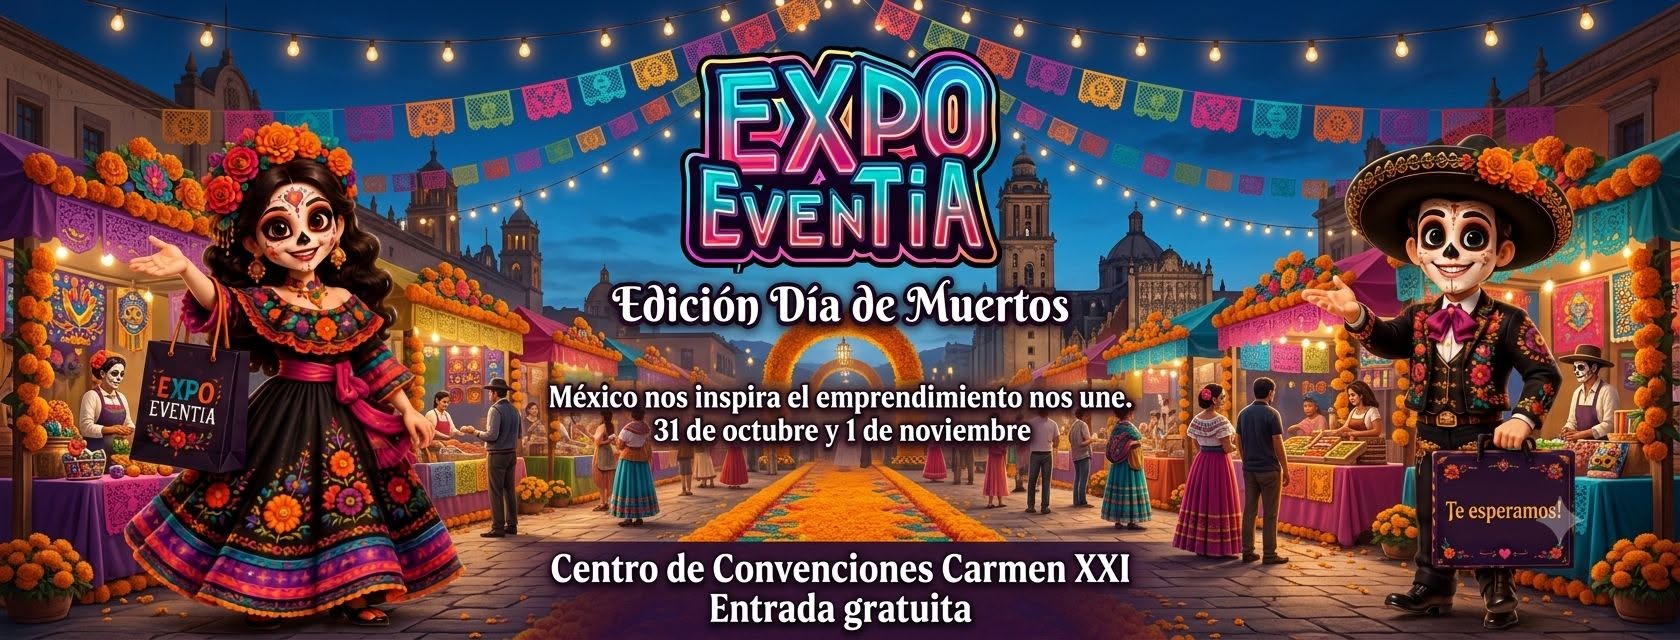 EXPO
EVENTIA
Edición Día de Muertos
México nos inspira el emprendimiento nos une.
31 de octubre y 1 de noviembre
EXPO
EVENTIA
Te esperamos!
Centro de Convenciones Carmen XXI
Entrada gratuita